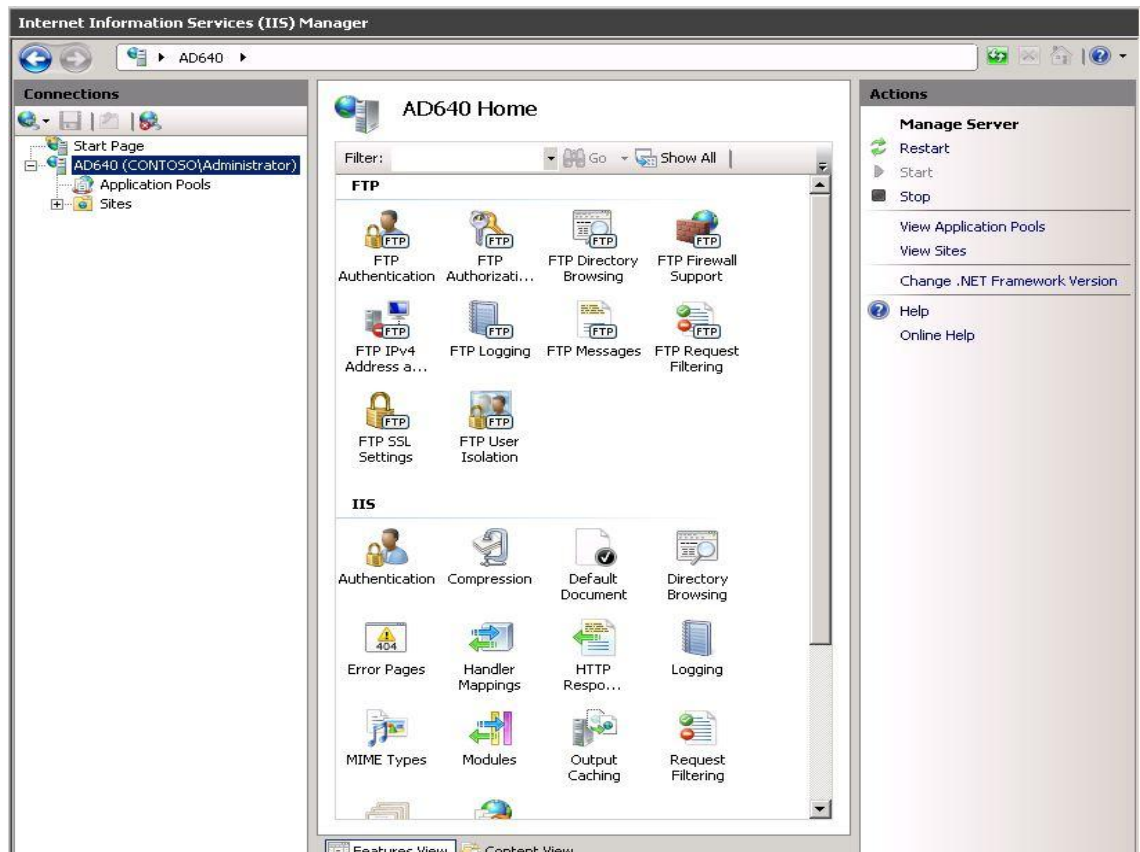 Internet Information Services (IIS) Manager
AD640
Connections
Start Page
AD640 (CONTOSO\Administrator)
Application Pools
Sites
AD640 Home
Filter: Go Show All
FTP
FTP Authentication
FTP Authorizati...
FTP Directory Browsing
FTP Firewall Support
FTP IPv4 Address a...
FTP Logging
FTP Messages
FTP Request Filtering
FTP SSL Settings
FTP User Isolation
IIS
Authentication
Compression
Default Document
Directory Browsing
404
Error Pages
Handler Mappings
HTTP Respo...
Logging
MIME Types
Modules
Output Caching
Request Filtering
Features View
Content View
Actions
Manage Server
Restart
Start
Stop
View Application Pools
View Sites
Change .NET Framework Version
Help
Online Help